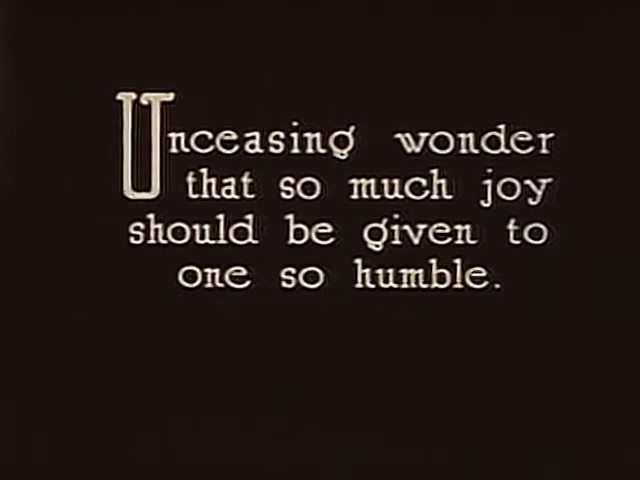 Unceasing wonder
that so much joy
should be given to
one so humble.